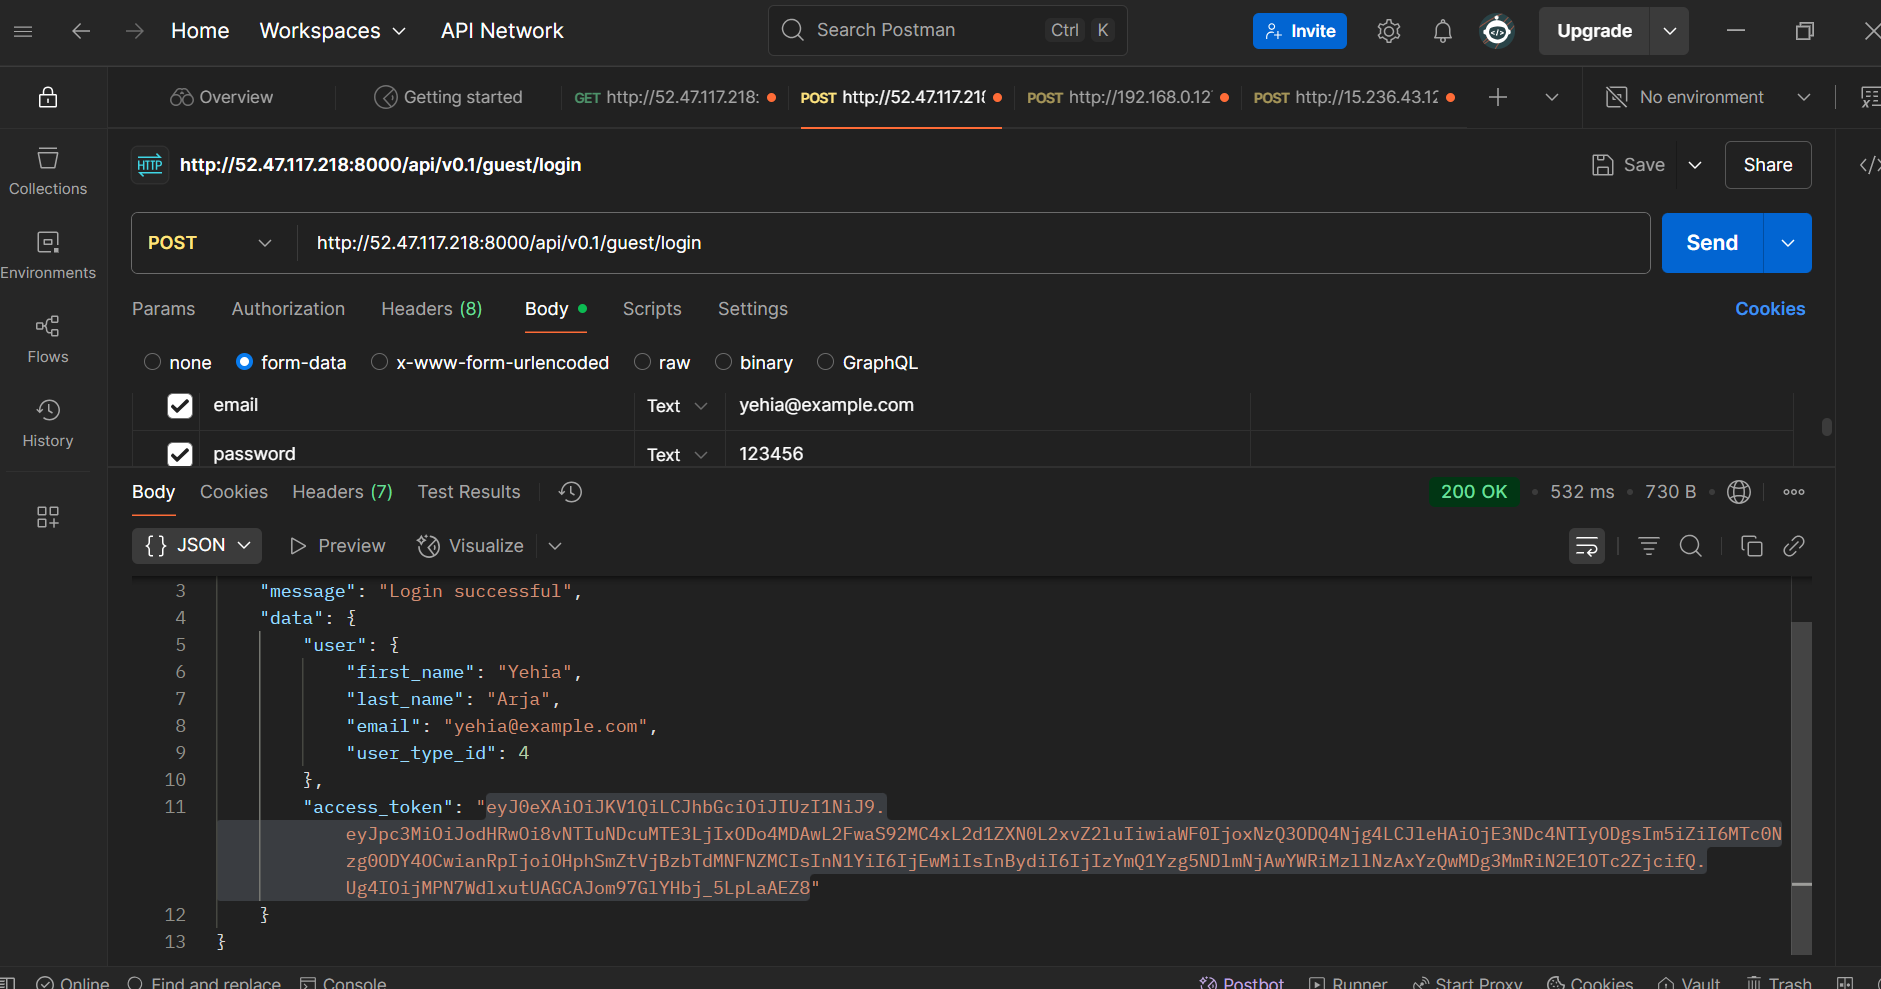 Home Workspaces API Network Search Postman Ctrl K Invite Upgrade
Overview Getting started GET http://52.47.117.218: POST http://52.47.117.218 POST http://192.168.0.12 POST http://15.236.43.12 No environment
HTTP http://52.47.117.218:8000/api/v0.1/guest/login Save Share
Collections
POST http://52.47.117.218:8000/api/v0.1/guest/login Send
Environments
Params Authorization Headers (8) Body Scripts Settings Cookies
Flows
none form-data x-www-form-urlencoded raw binary GraphQL
email Text yehia@example.com
History
password Text 123456
Body Cookies Headers (7) Test Results 200 OK • 532 ms • 730 B
{} JSON Preview Visualize
3 "message": "Login successful",
4 "data": {
5 "user": {
6 "first_name": "Yehia",
7 "last_name": "Arja",
8 "email": "yehia@example.com",
9 "user_type_id": 4
10 },
11 "access_token": "eyJ0eXAiOiJKV1QiLCJhbGciOiJIUzI1NiJ9.
eyJpc3MiOiJodHRwOi8vNTIuNDcuMTE3LjIxODo4MDAwL2FwaS92MC4xL2d1ZXN0L2xvZ2luIiwiaWF0IjoxNzQ3ODQ4Njg4LCJleHAiOjE3NDc4NTIyODgsIm5iZiI6MTc0N
zg0ODY4OCwianRpIjoiOHphSmZtVjBzbTdMNFNZMCIsInN1YiI6IjEwMiIsInBydiI6IjIzYmQ1Yzg5NDlmNjAwYWRiMzllNzAxYzQwMDg3MmRiN2E1OTc2ZjcifQ.
Ug4IOijMPN7WdlxutUAGCAJom97GlYHbj_5LpLaAEZ8"
12 }
13 }
Online Find and replace Console Postbot Runner Start Proxy Cookies Vault Trash